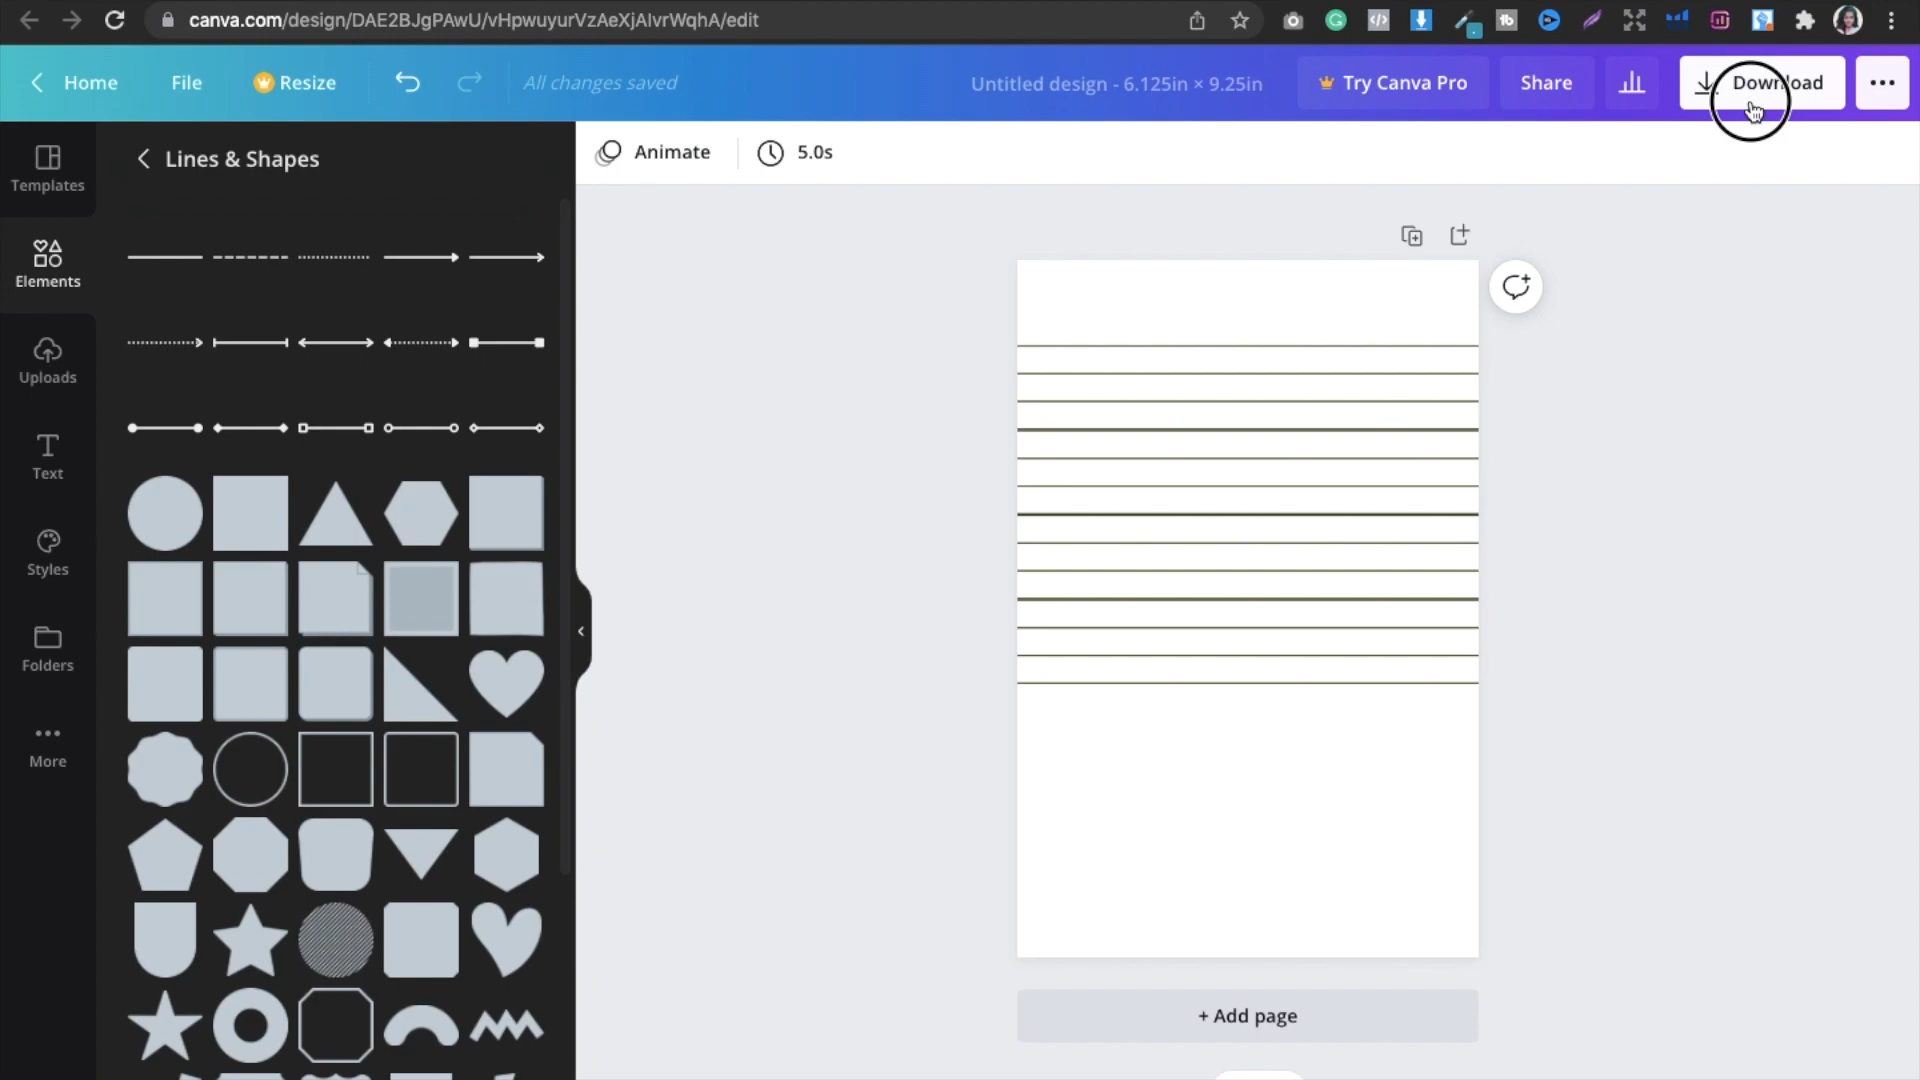 canva.com/design/DAE2BJgPAwU/vHpwuyurVzAeXjAlvrWqhA/edit
Home
File
Resize
All changes saved
Untitled design - 6.125in × 9.25in
Try Canva Pro
Share
Download
Templates
Elements
Uploads
Text
Styles
Folders
More
Lines & Shapes
Animate
5.0s
+ Add page